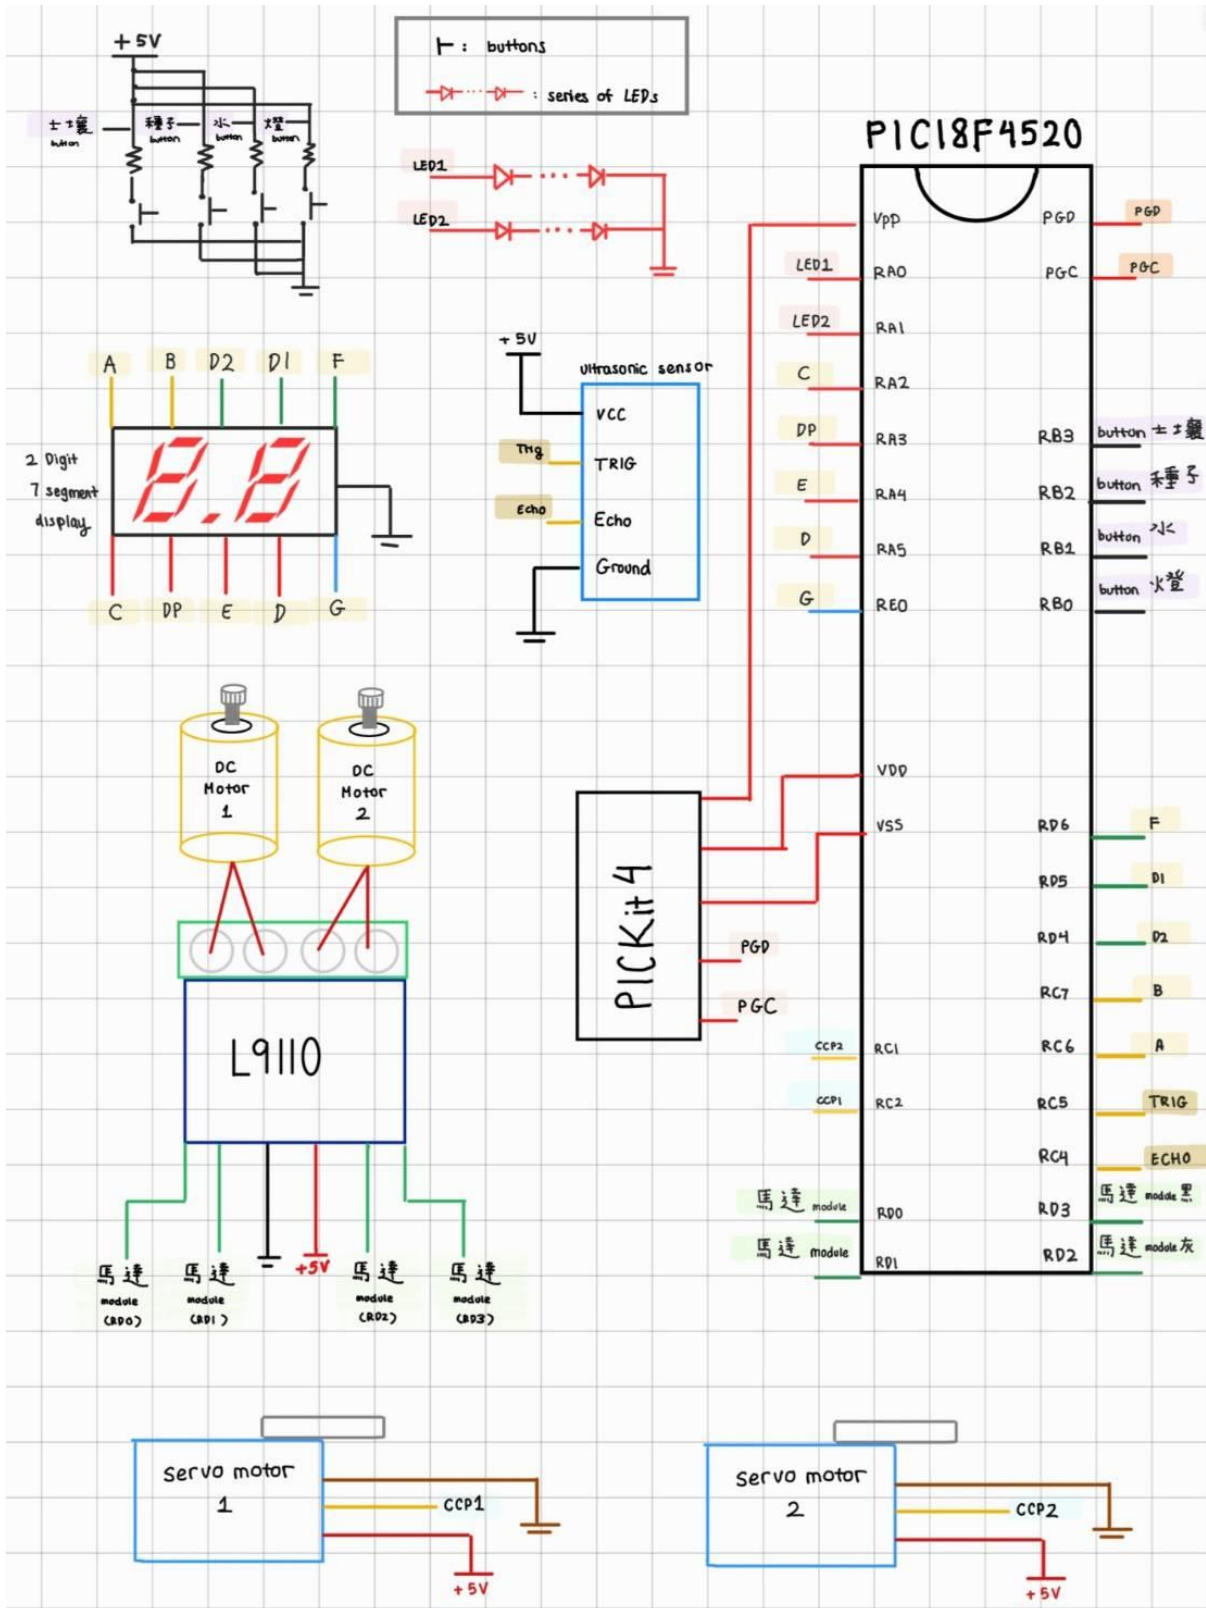 +5V
土壤
button
種子
button
水
button
燈
button
: buttons
: series of LEDs
LED1
LED2
PIC18F4520
Vpp
RA0
RA1
RA2
RA3
RA4
RA5
RE0
VDD
VSS
RC1
RC2
RD0
RD1
PGD
PGC
RB3
RB2
RB1
RB0
RD6
RD5
RD4
RC7
RC6
RC5
RC4
RD3
RD2
LED1
LED2
C
DP
E
D
G
CCP2
CCP1
馬達 module
馬達 module
PGD
PGC
button 土壤
button 種子
button 水
button 燈
F
D1
D2
B
A
TRIG
ECHO
馬達 module 黑
馬達 module 灰
A
B
D2
D1
F
2 Digit
7 segment
display
8.8
C
DP
E
D
G
+5V
ultrasonic sensor
VCC
Trig
TRIG
Echo
Echo
Ground
DC
Motor
1
DC
Motor
2
L9110
馬達
module
(RD0)
馬達
module
(RD1)
+5V
馬達
module
(RD2)
馬達
module
(RD3)
PICKit 4
PGD
PGC
servo motor
1
CCP1
+5V
servo motor
2
CCP2
+5V